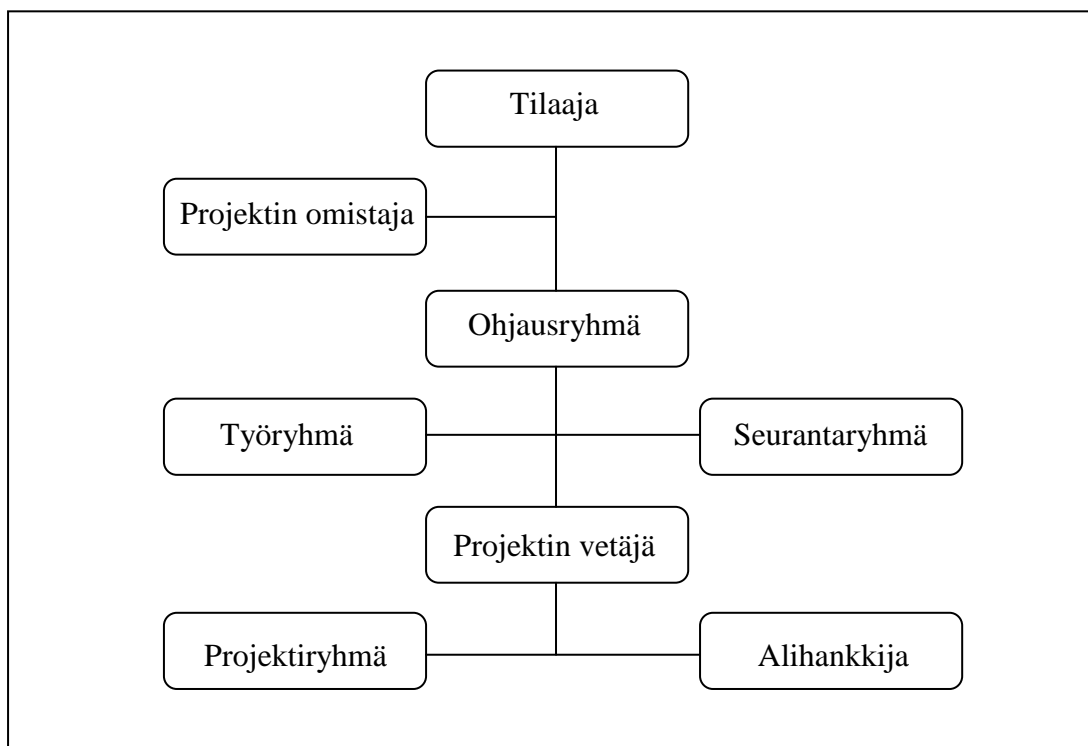 Tilaaja
Projektin omistaja
Ohjausryhmä
Työryhmä
Seurantaryhmä
Projektin vetäjä
Projektiryhmä
Alihankkija